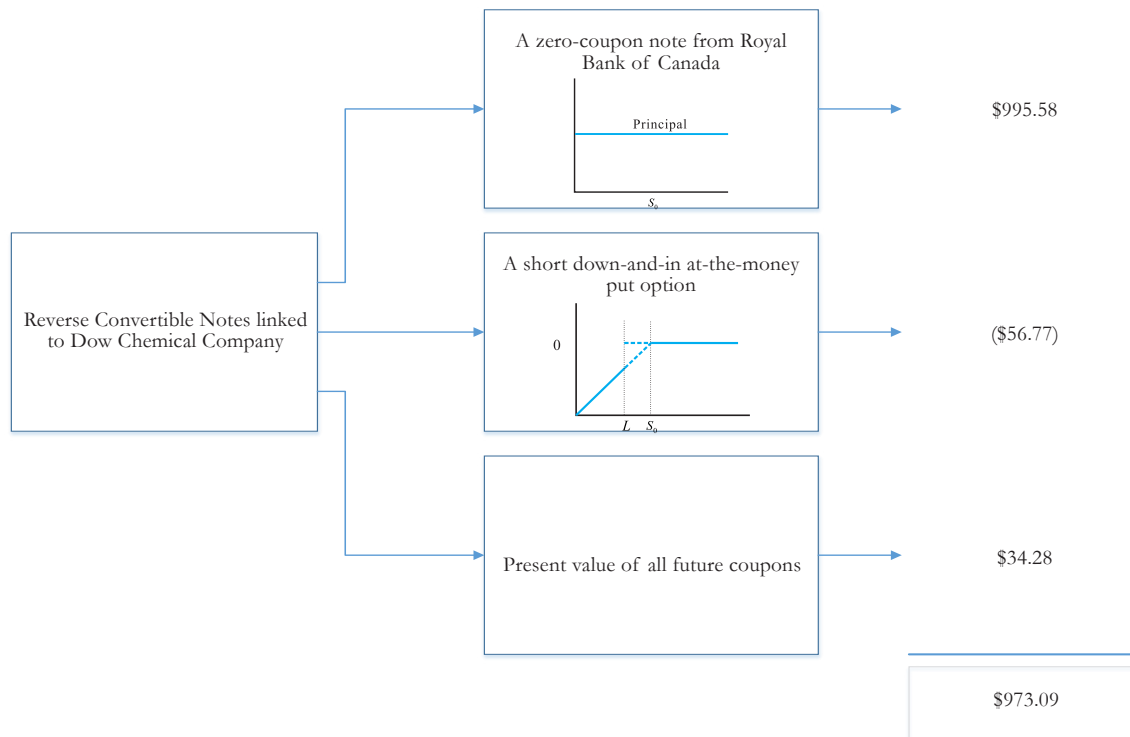 A zero-coupon note from Royal
Bank of Canada
Principal
S₀
$995.58
Reverse Convertible Notes linked
to Dow Chemical Company
A short down-and-in at-the-money
put option
0
L S₀
($56.77)
Present value of all future coupons
$34.28
$973.09